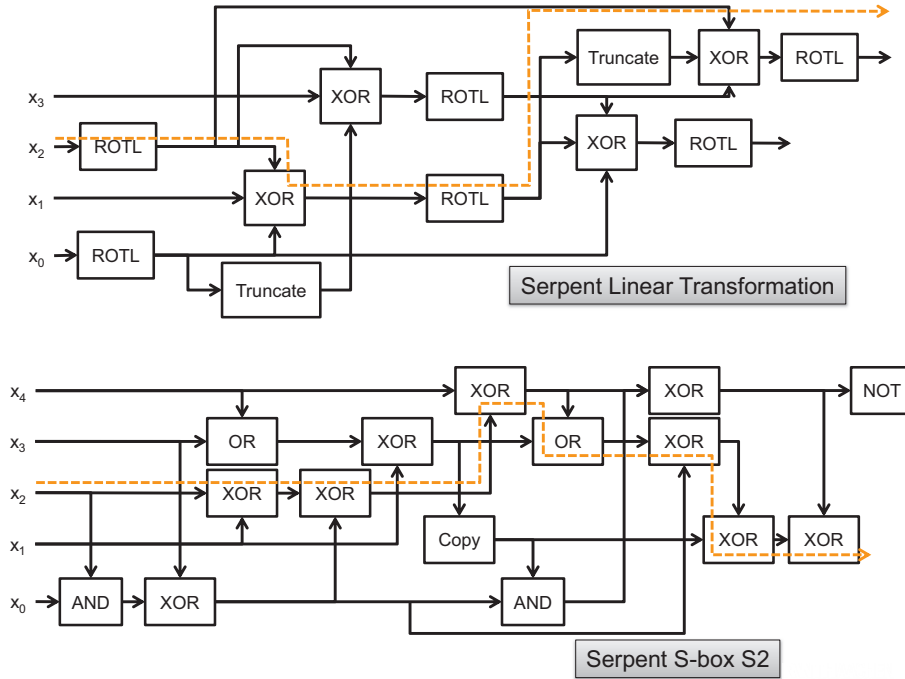 Truncate XOR ROTL
x3 XOR ROTL
x2 ROTL XOR ROTL
x1 XOR ROTL
x0 ROTL
Truncate
Serpent Linear Transformation
x4 XOR XOR NOT
x3 OR XOR OR XOR
x2 XOR XOR
x1 Copy XOR XOR
x0 AND XOR AND
Serpent S-box S2